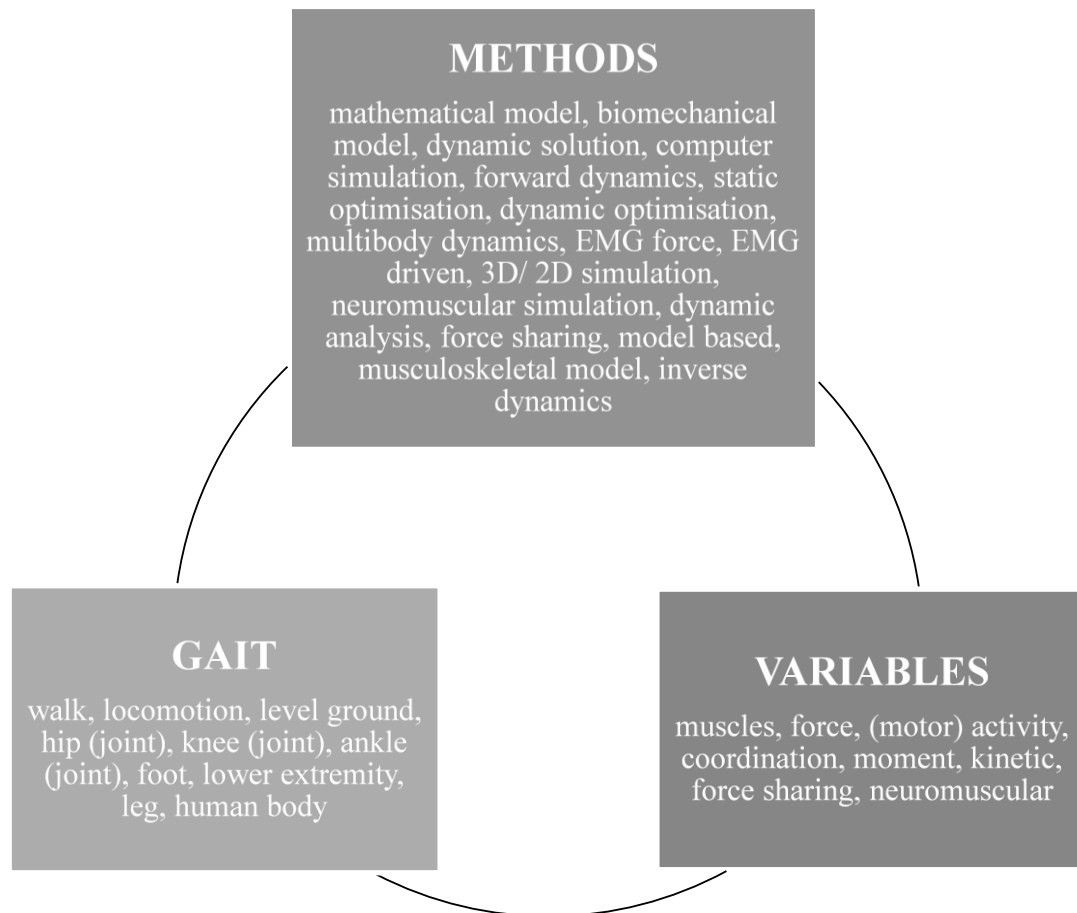 METHODS
mathematical model, biomechanical
model, dynamic solution, computer
simulation, forward dynamics, static
optimisation, dynamic optimisation,
multibody dynamics, EMG force, EMG
driven, 3D/ 2D simulation,
neuromuscular simulation, dynamic
analysis, force sharing, model based,
musculoskeletal model, inverse
dynamics
GAIT
walk, locomotion, level ground,
hip (joint), knee (joint), ankle
(joint), foot, lower extremity,
leg, human body
VARIABLES
muscles, force, (motor) activity,
coordination, moment, kinetic,
force sharing, neuromuscular